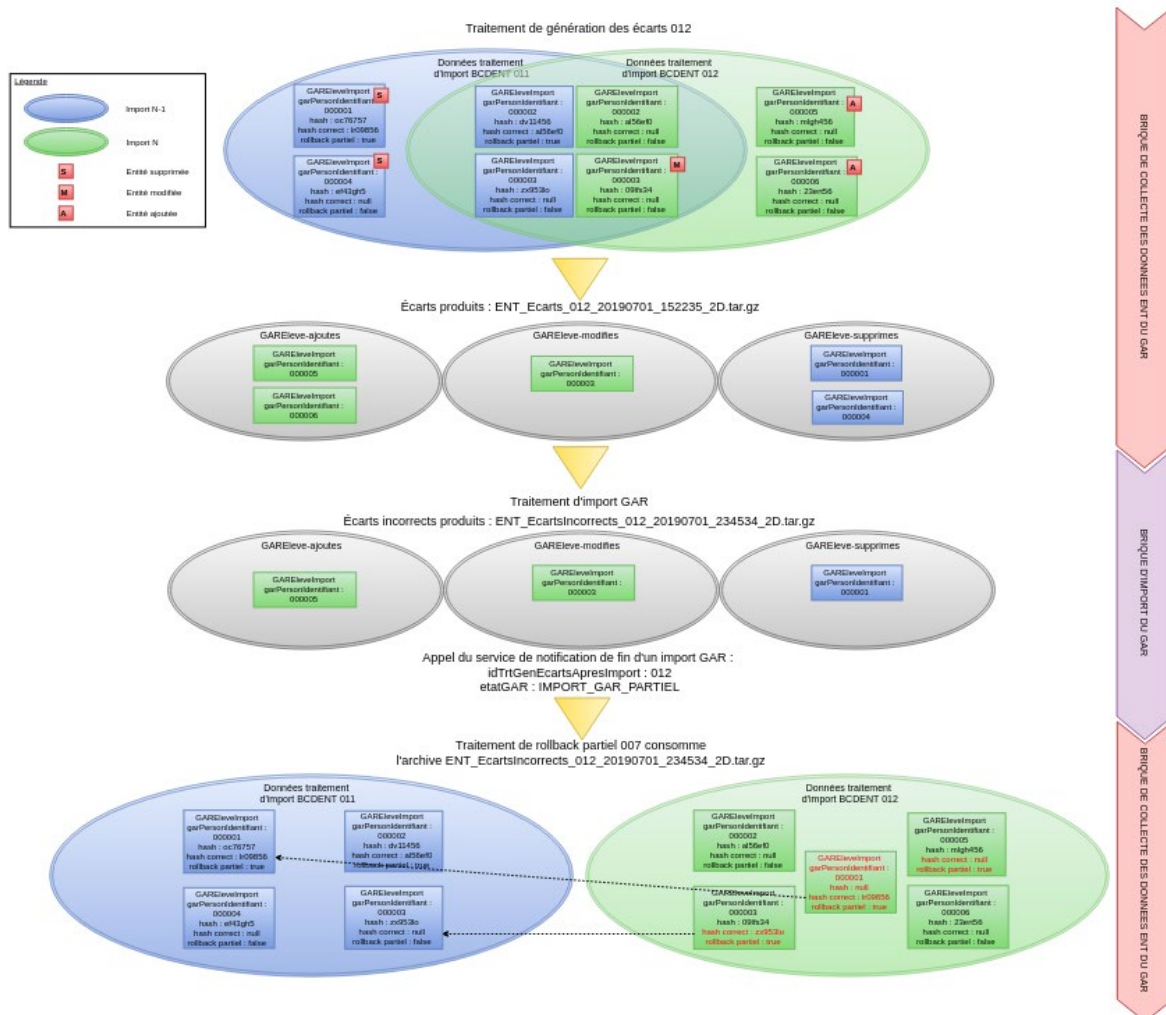 Traitement de génération des écarts 012
Légende
Import N-1
Import N
S
Entité supprimée
M
Entité modifiée
A
Entité ajoutée
Données traitement
d'import BCDENT 011
Données traitement
d'import BCDENT 012
GAREleveImport
garPersonIdentifiant :
000001
hash : oc76757
hash correct : lr09856
rollback partiel : true
S
GAREleveImport
garPersonIdentifiant :
000004
hash : ef43gh5
hash correct : null
rollback partiel : false
S
GAREleveImport
garPersonIdentifiant :
000002
hash : dv11456
hash correct : al56ef0
rollback partiel : true
GAREleveImport
garPersonIdentifiant :
000002
hash : al56ef0
hash correct : null
rollback partiel : false
GAREleveImport
garPersonIdentifiant :
000003
hash : zx953lo
hash correct : null
rollback partiel : false
GAREleveImport
garPersonIdentifiant :
000003
hash : 09lfs34
hash correct : null
rollback partiel : false
M
GAREleveImport
garPersonIdentifiant :
000005
hash : mlgh456
hash correct : null
rollback partiel : false
A
GAREleveImport
garPersonIdentifiant :
000006
hash : 23ert56
hash correct : null
rollback partiel : false
A
Écarts produits : ENT_Ecarts_012_20190701_152235_2D.tar.gz
GAREleve-ajoutes
GAREleveImport
garPersonIdentifiant :
000005
GAREleveImport
garPersonIdentifiant :
000006
GAREleve-modifies
GAREleveImport
garPersonIdentifiant :
000003
GAREleve-supprimes
GAREleveImport
garPersonIdentifiant :
000001
GAREleveImport
garPersonIdentifiant :
000004
Traitement d'import GAR
Écarts incorrects produits : ENT_EcartsIncorrects_012_20190701_234534_2D.tar.gz
GAREleve-ajoutes
GAREleveImport
garPersonIdentifiant :
000005
GAREleve-modifies
GAREleveImport
garPersonIdentifiant :
000003
GAREleve-supprimes
GAREleveImport
garPersonIdentifiant :
000001
Appel du service de notification de fin d'un import GAR :
idTrtGenEcartsApresImport : 012
etatGAR : IMPORT_GAR_PARTIEL
Traitement de rollback partiel 007 consomme
l'archive ENT_EcartsIncorrects_012_20190701_234534_2D.tar.gz
Données traitement
d'import BCDENT 011
GAREleveImport
garPersonIdentifiant :
000001
hash : oc76757
hash correct : lr09856
rollback partiel : true
GAREleveImport
garPersonIdentifiant :
000002
hash : dv11456
hash correct : al56ef0
rollback partiel : true
GAREleveImport
garPersonIdentifiant :
000004
hash : ef43gh5
hash correct : null
rollback partiel : false
GAREleveImport
garPersonIdentifiant :
000003
hash : zx953lo
hash correct : null
rollback partiel : false
Données traitement
d'import BCDENT 012
GAREleveImport
garPersonIdentifiant :
000002
hash : al56ef0
hash correct : null
rollback partiel : false
GAREleveImport
garPersonIdentifiant :
000001
hash : null
hash correct : lr09856
rollback partiel : true
GAREleveImport
garPersonIdentifiant :
000005
hash : mlgh456
hash correct : null
rollback partiel : true
GAREleveImport
garPersonIdentifiant :
000003
hash : 09lfs34
hash correct : zx953lo
rollback partiel : true
GAREleveImport
garPersonIdentifiant :
000006
hash : 23ert56
hash correct : null
rollback partiel : false
BRIQUE DE COLLECTE DES DONNEES ENT DU GAR
BRIQUE D'IMPORT DU GAR
BRIQUE DE COLLECTE DES DONNEES ENT DU GAR